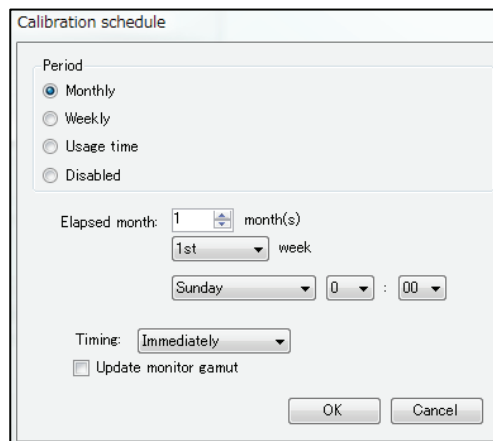 Calibration schedule
Period
Monthly
Weekly
Usage time
Disabled
Elapsed month: 1 month(s)
1st week
Sunday 0 : 00
Timing: Immediately
Update monitor gamut
OK Cancel